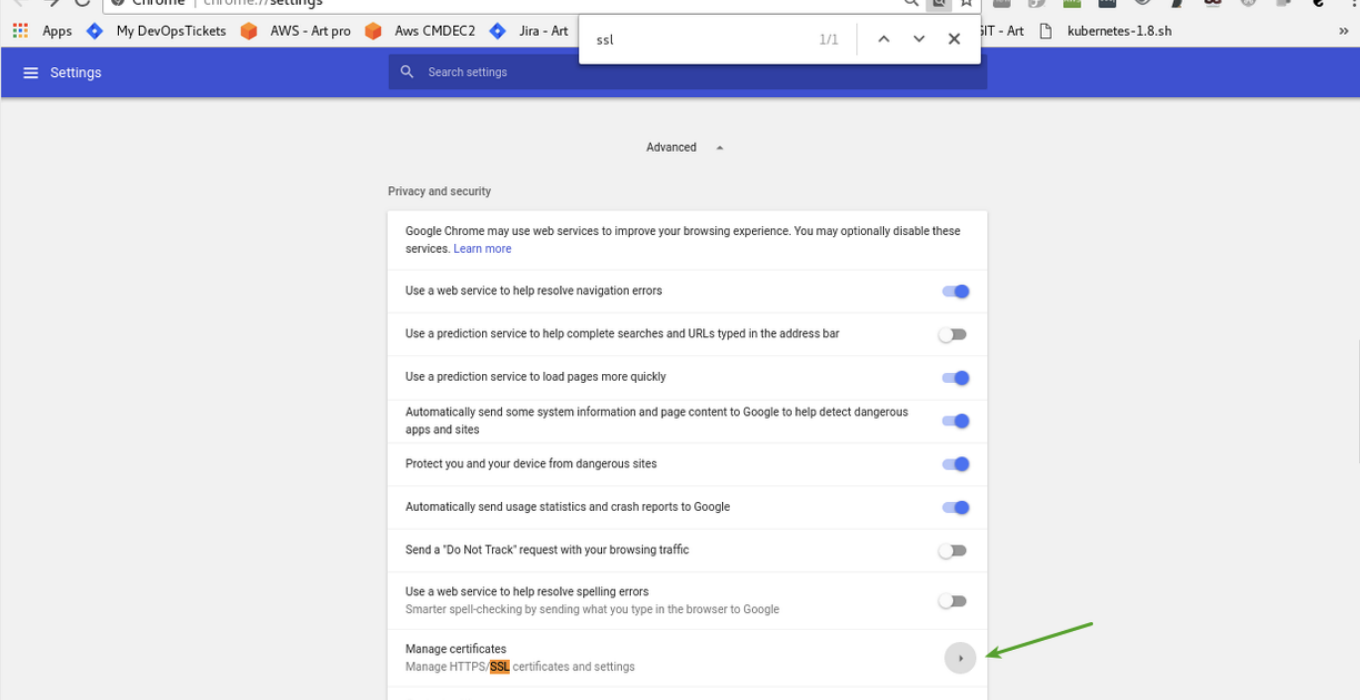 Chrome | chrome://settings
Apps My DevOpsTickets AWS - Art pro Aws CMDEC2 Jira - Art GIT - Art kubernetes-1.8.sh »
ssl 1/1
Settings Search settings
Advanced
Privacy and security
Google Chrome may use web services to improve your browsing experience. You may optionally disable these
services. Learn more
Use a web service to help resolve navigation errors
Use a prediction service to help complete searches and URLs typed in the address bar
Use a prediction service to load pages more quickly
Automatically send some system information and page content to Google to help detect dangerous
apps and sites
Protect you and your device from dangerous sites
Automatically send usage statistics and crash reports to Google
Send a "Do Not Track" request with your browsing traffic
Use a web service to help resolve spelling errors
Smarter spell-checking by sending what you type in the browser to Google
Manage certificates
Manage HTTPS/SSL certificates and settings